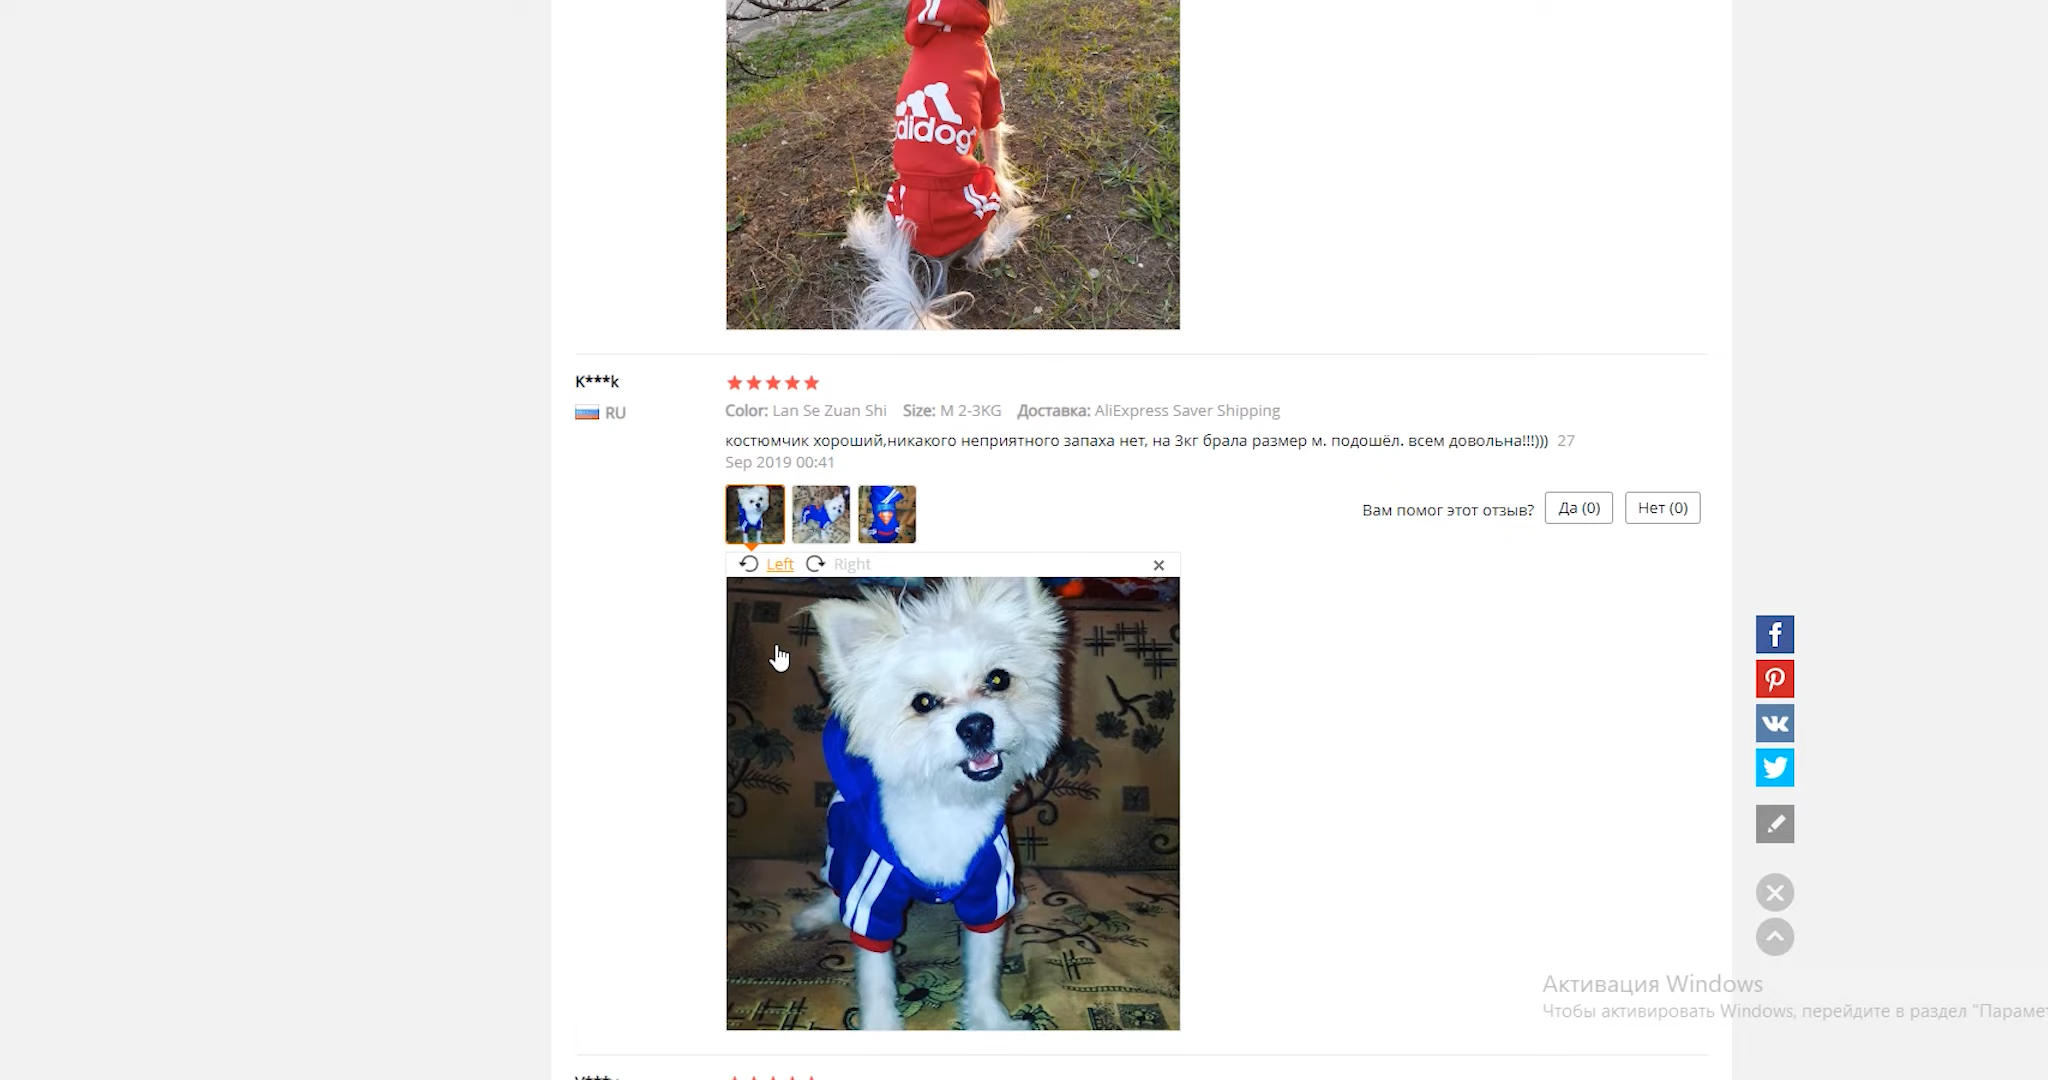 adidog
K***k
RU
Color: Lan Se Zuan Shi Size: M 2-3KG Доставка: AliExpress Saver Shipping
костюмчик хороший,никакого неприятного запаха нет, на 3кг брала размер м. подошёл. всем довольна!!!))) 27
Sep 2019 00:41
Вам помог этот отзыв? Да (0) Нет (0)
Left Right
Активация Windows
Чтобы активировать Windows, перейдите в раздел "Параме